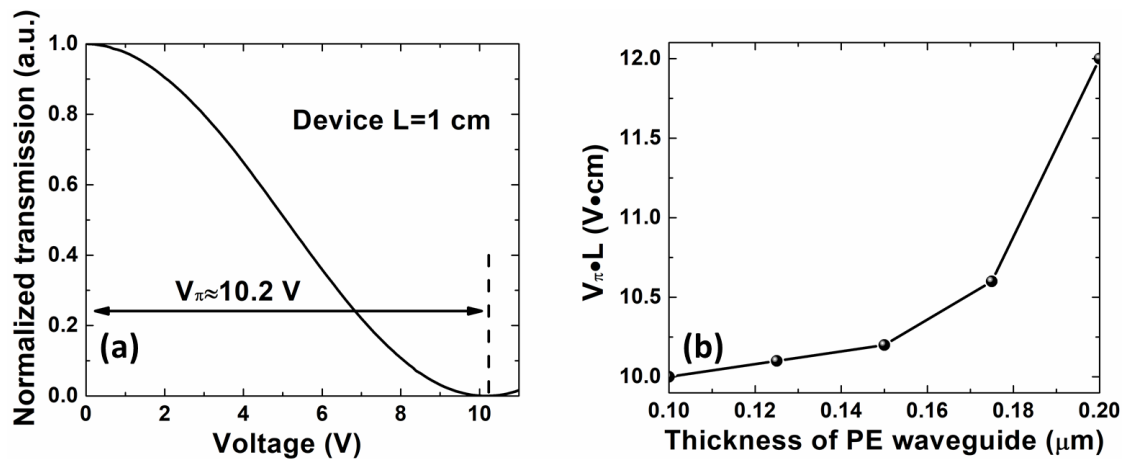 Normalized transmission (a.u.)
1.0
0.8
0.6
0.4
0.2
0.0
Device L=1 cm
Vπ≈10.2 V
(a)
0 2 4 6 8 10
Voltage (V)
Vπ•L (V•cm)
12.0
11.5
11.0
10.5
10.0
(b)
0.10 0.12 0.14 0.16 0.18 0.20
Thickness of PE waveguide (μm)